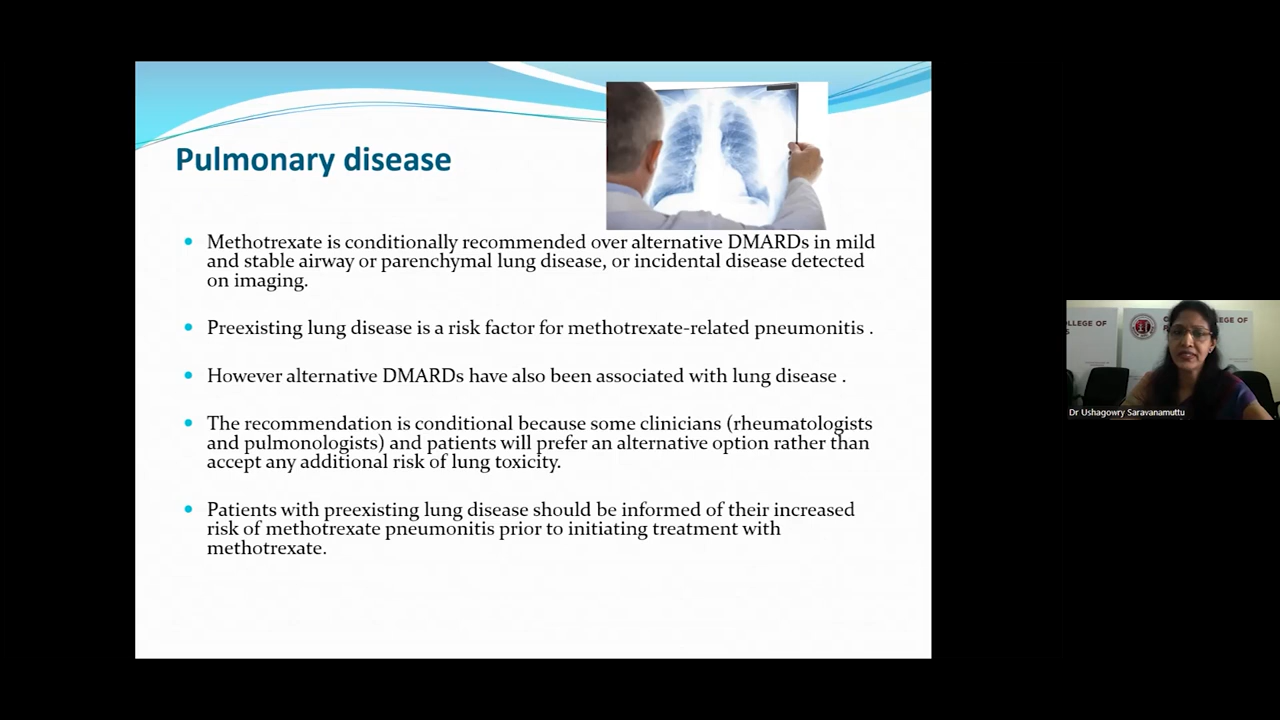 Pulmonary disease
Methotrexate is conditionally recommended over alternative DMARDs in mild
and stable airway or parenchymal lung disease, or incidental disease detected
on imaging.
Preexisting lung disease is a risk factor for methotrexate-related pneumonitis .
However alternative DMARDs have also been associated with lung disease .
The recommendation is conditional because some clinicians (rheumatologists
and pulmonologists) and patients will prefer an alternative option rather than
accept any additional risk of lung toxicity.
Patients with preexisting lung disease should be informed of their increased
risk of methotrexate pneumonitis prior to initiating treatment with
methotrexate.
LLEGE OF
EGE OF
Dr Ushagowry Saravanamuttu